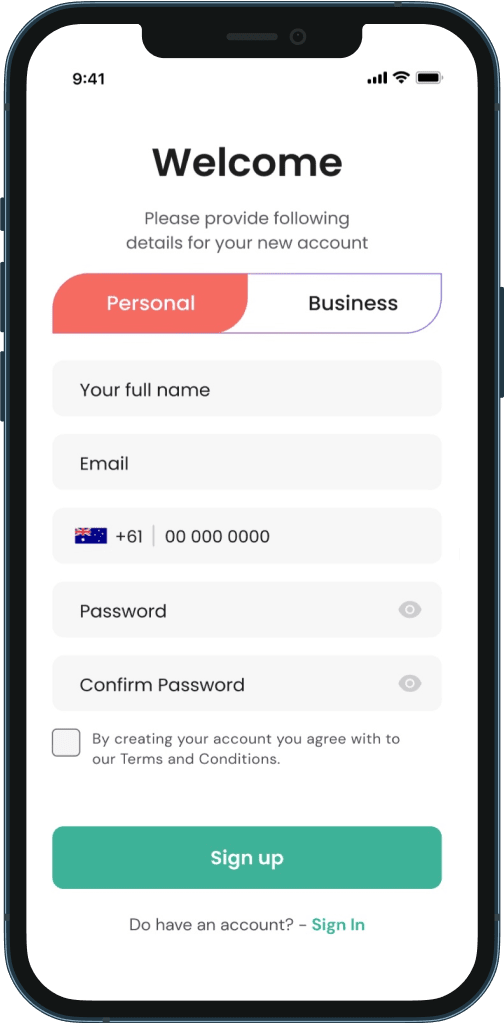 9:41
Welcome
Please provide following
details for your new account
Personal Business
Your full name
Email
+61 | 00 000 0000
Password
Confirm Password
By creating your account you agree with to
our Terms and Conditions.
Sign up
Do have an account? - Sign In